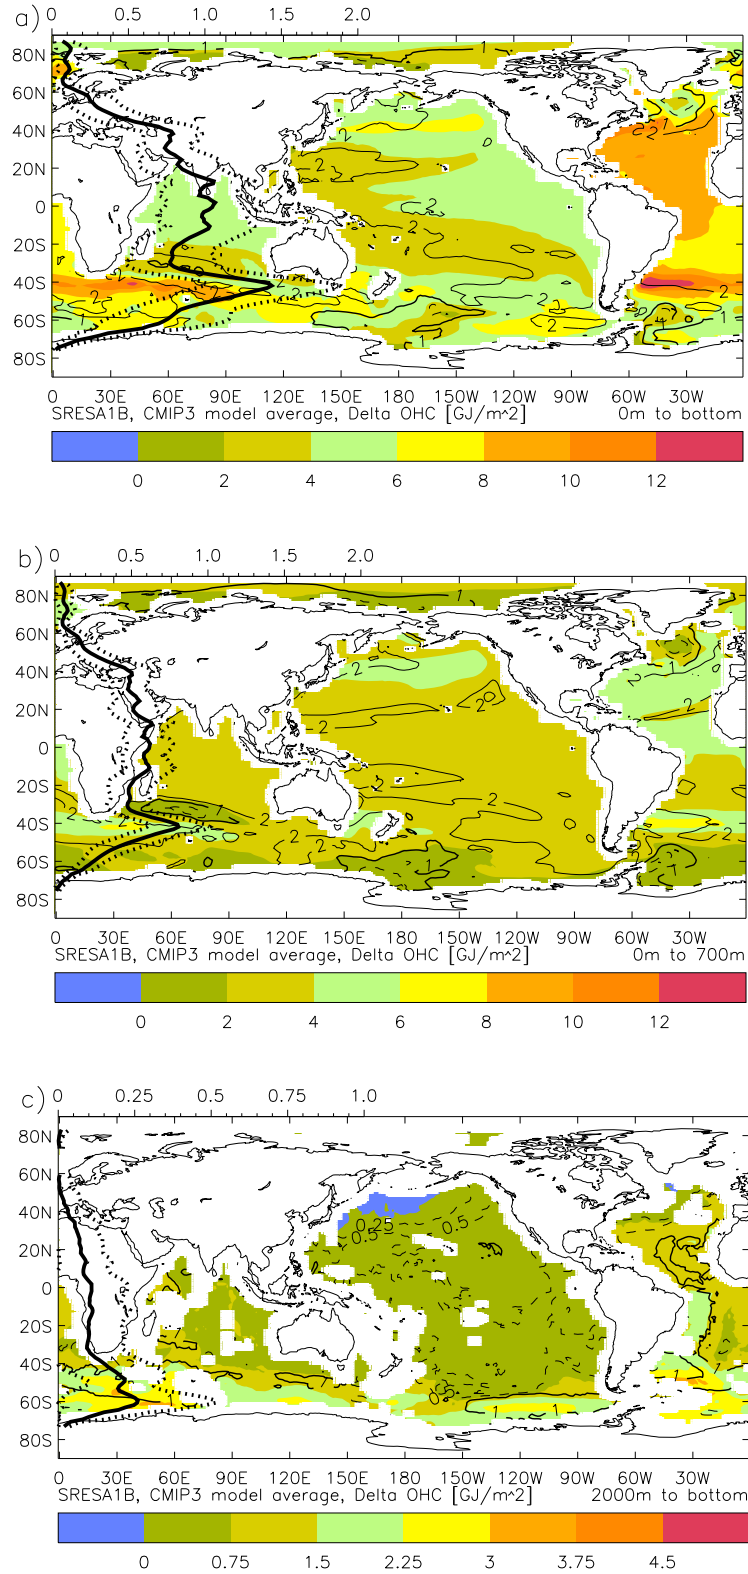 a)
0 0.5 1.0 1.5 2.0
80N
60N
40N
20N
0
20S
40S
60S
80S
0 30E 60E 90E 120E 150E 180 150W 120W 90W 60W 30W
SRESA1B, CMIP3 model average, Delta OHC [GJ/m^2] 0m to bottom
0 2 4 6 8 10 12
b)
0 0.5 1.0 1.5 2.0
80N
60N
40N
20N
0
20S
40S
60S
80S
0 30E 60E 90E 120E 150E 180 150W 120W 90W 60W 30W
SRESA1B, CMIP3 model average, Delta OHC [GJ/m^2] 0m to 700m
0 2 4 6 8 10 12
c)
0 0.25 0.5 0.75 1.0
80N
60N
40N
20N
0
20S
40S
60S
80S
0 30E 60E 90E 120E 150E 180 150W 120W 90W 60W 30W
SRESA1B, CMIP3 model average, Delta OHC [GJ/m^2] 2000m to bottom
0 0.75 1.5 2.25 3 3.75 4.5